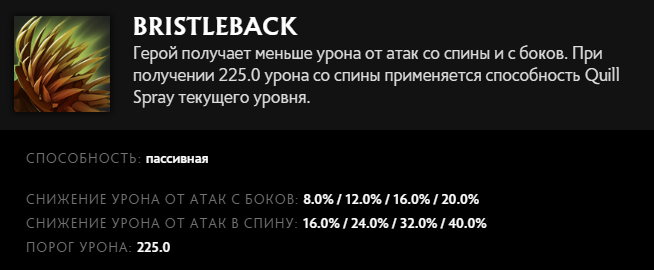 BRISTLEBACK
Герой получает меньше урона от атак со спины и с боков. При
получении 225.0 урона со спины применяется способность Quill
Spray текущего уровня.
СПОСОБНОСТЬ: пассивная
СНИЖЕНИЕ УРОНА ОТ АТАК С БОКОВ: 8.0% / 12.0% / 16.0% / 20.0%
СНИЖЕНИЕ УРОНА ОТ АТАК В СПИНУ: 16.0% / 24.0% / 32.0% / 40.0%
ПОРОГ УРОНА: 225.0